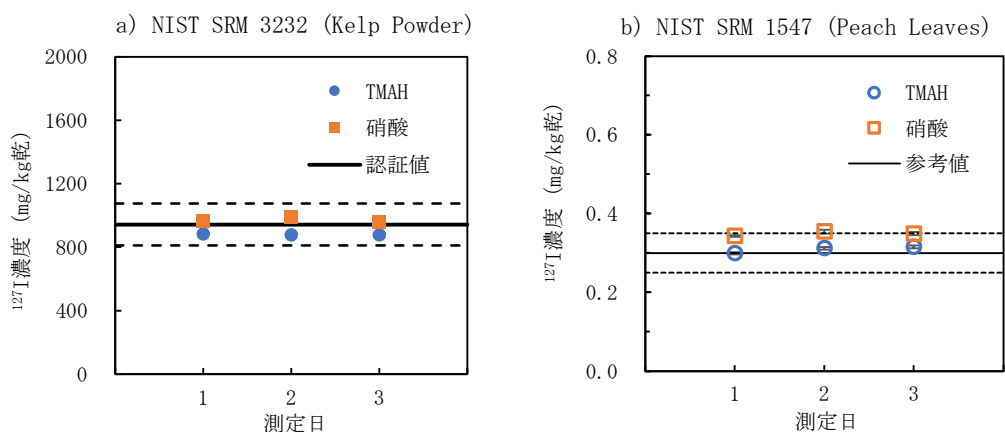 a) NIST SRM 3232 (Kelp Powder)
2000
1600
1200
800
400
0
127I濃度 (mg/kg乾)
TMAH
硝酸
認証値
1 2 3
測定日
b) NIST SRM 1547 (Peach Leaves)
0.8
0.6
0.4
0.2
0.0
127I濃度 (mg/kg乾)
TMAH
硝酸
参考値
1 2 3
測定日